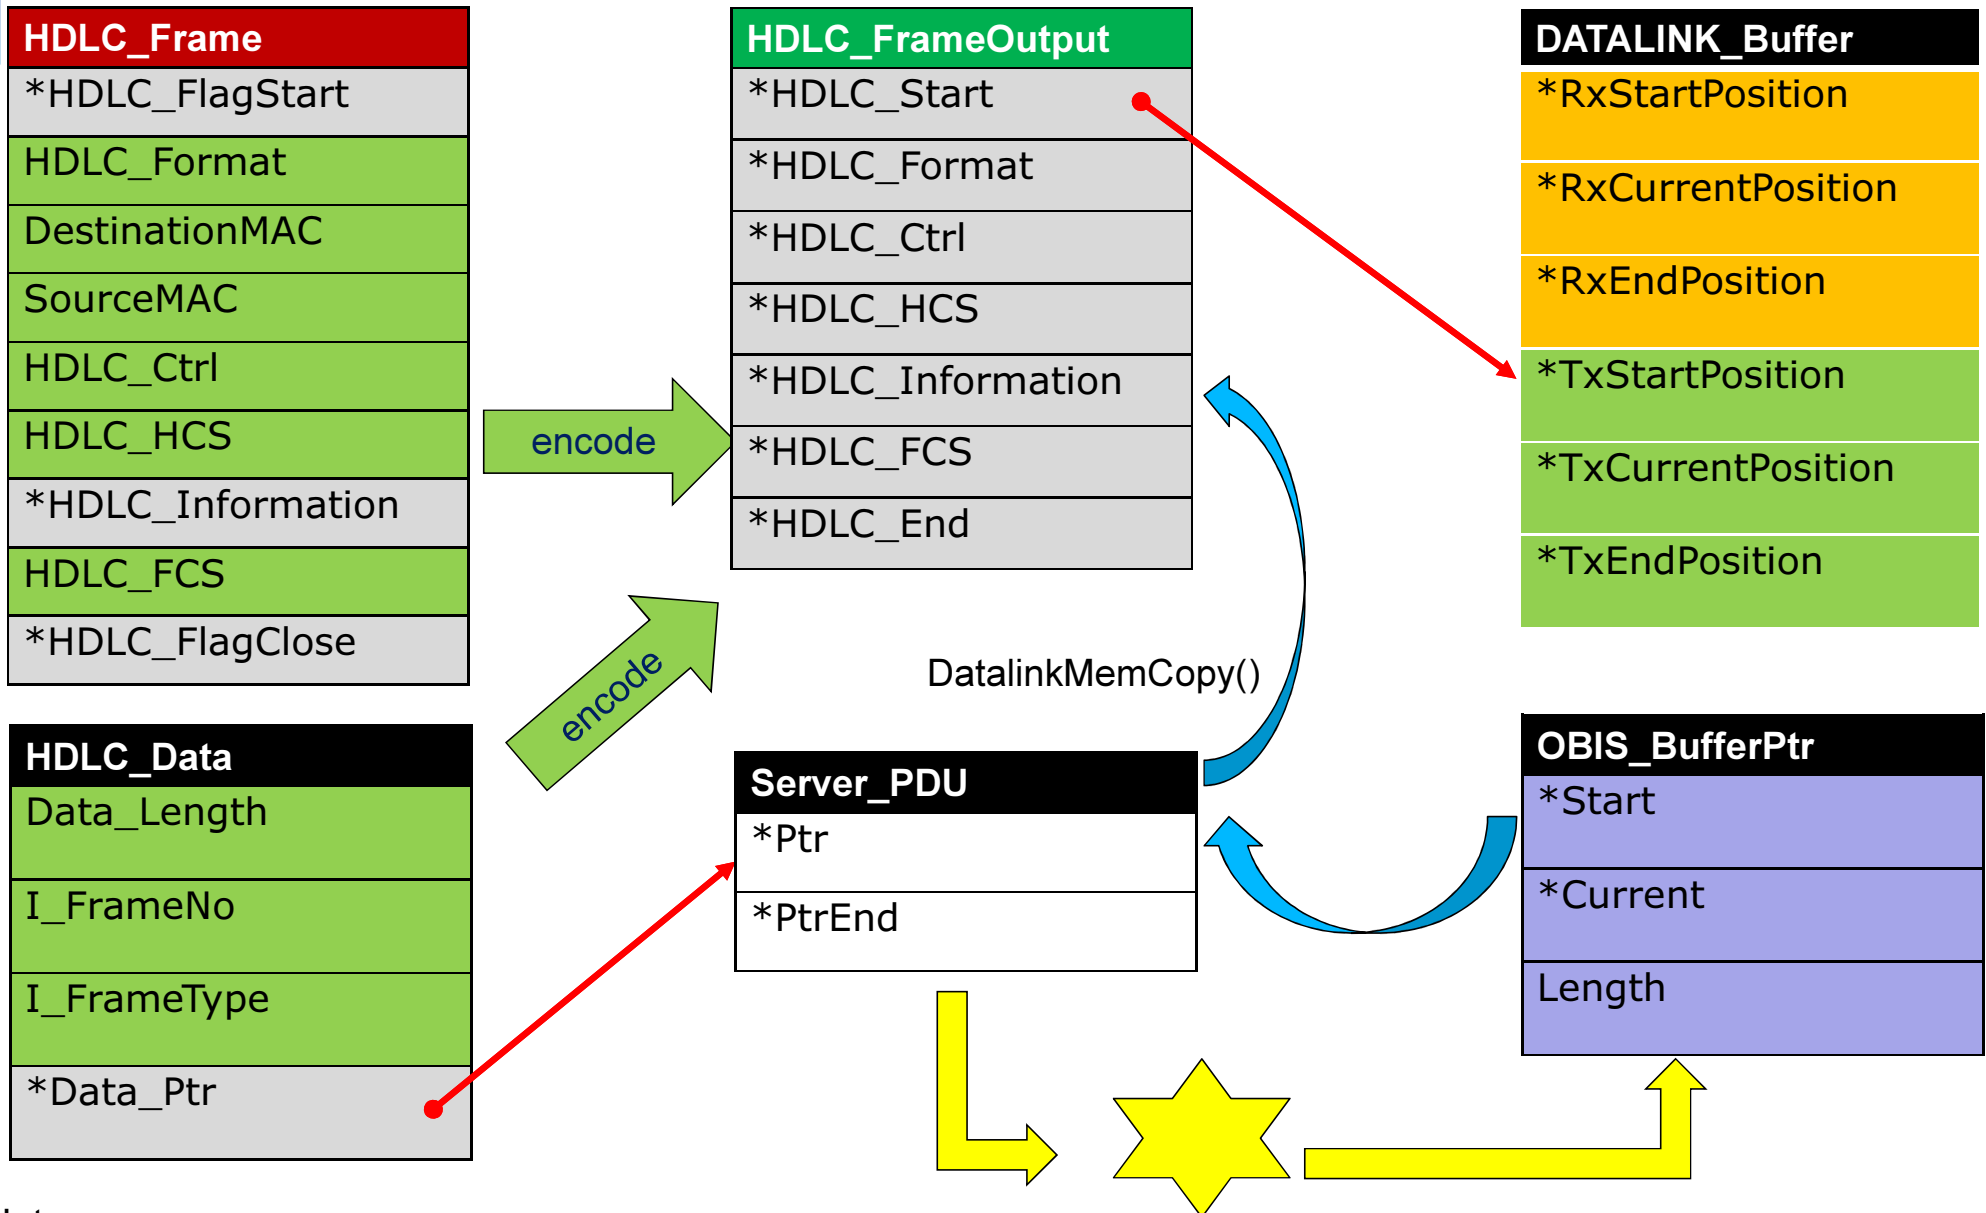 HDLC_Frame
*HDLC_FlagStart
HDLC_Format
DestinationMAC
SourceMAC
HDLC_Ctrl
HDLC_HCS
*HDLC_Information
HDLC_FCS
*HDLC_FlagClose
encode
HDLC_FrameOutput
*HDLC_Start
*HDLC_Format
*HDLC_Ctrl
*HDLC_HCS
*HDLC_Information
*HDLC_FCS
*HDLC_End
DATALINK_Buffer
*RxStartPosition
*RxCurrentPosition
*RxEndPosition
*TxStartPosition
*TxCurrentPosition
*TxEndPosition
encode
DatalinkMemCopy()
HDLC_Data
Data_Length
I_FrameNo
I_FrameType
*Data_Ptr
Server_PDU
*Ptr
*PtrEnd
OBIS_BufferPtr
*Start
*Current
Length